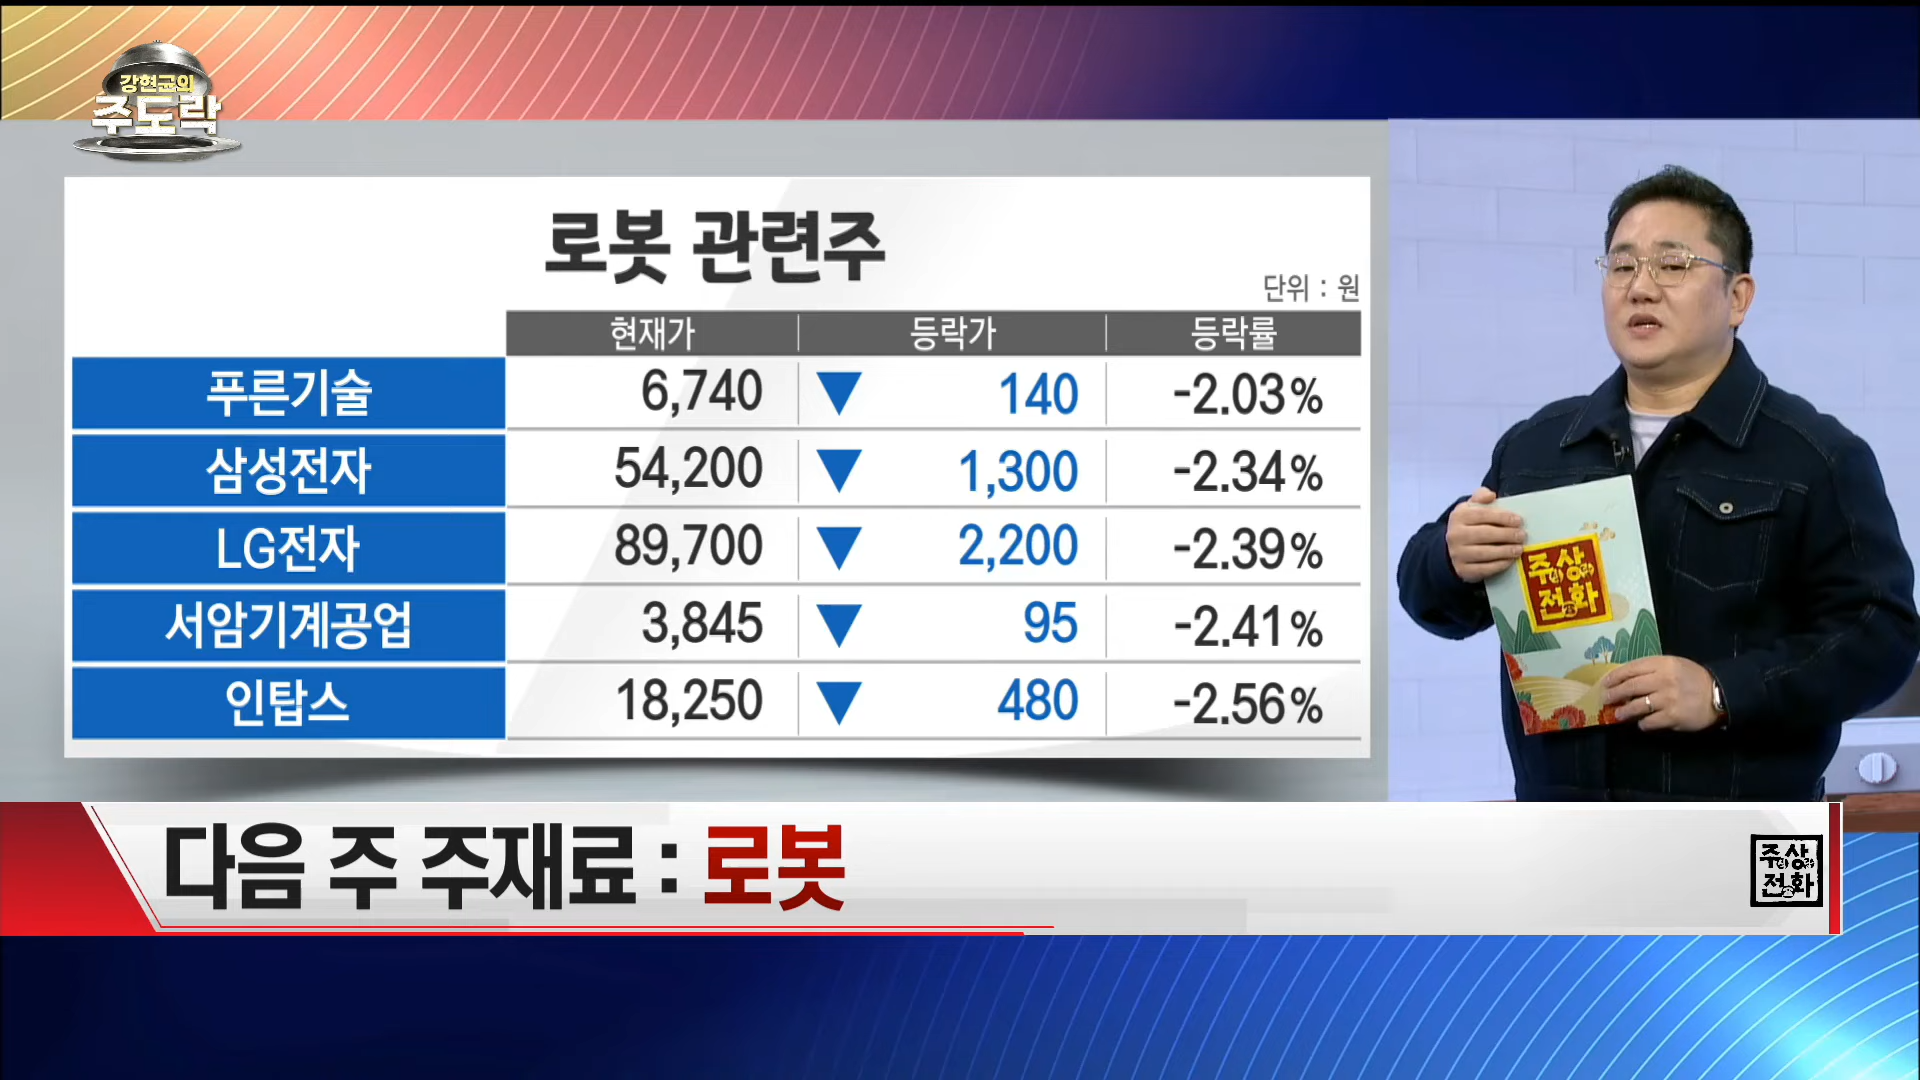 강현균의
주도락
로봇 관련주
단위 : 원
현재가 등락가 등락률
푸른기술 6,740 ▼ 140 -2.03%
삼성전자 54,200 ▼ 1,300 -2.34%
LG전자 89,700 ▼ 2,200 -2.39%
서암기계공업 3,845 ▼ 95 -2.41%
인탑스 18,250 ▼ 480 -2.56%
주상
전화
다음 주 주재료 : 로봇
주상
전화